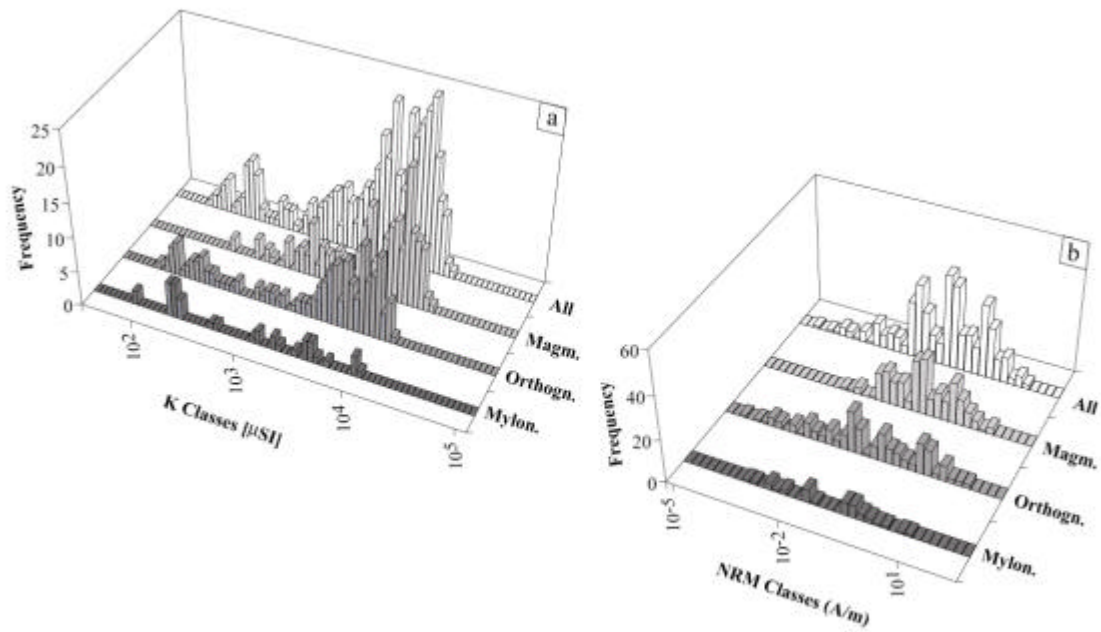 a
25
20
15
10
5
0
Frequency
10²
10³
10⁴
10⁵
K Classes [µSI]
All
Magm.
Orthogn.
Mylon.
b
60
40
20
0
Frequency
10⁻⁵
10⁻²
10¹
NRM Classes (A/m)
All
Magm.
Orthogn.
Mylon.